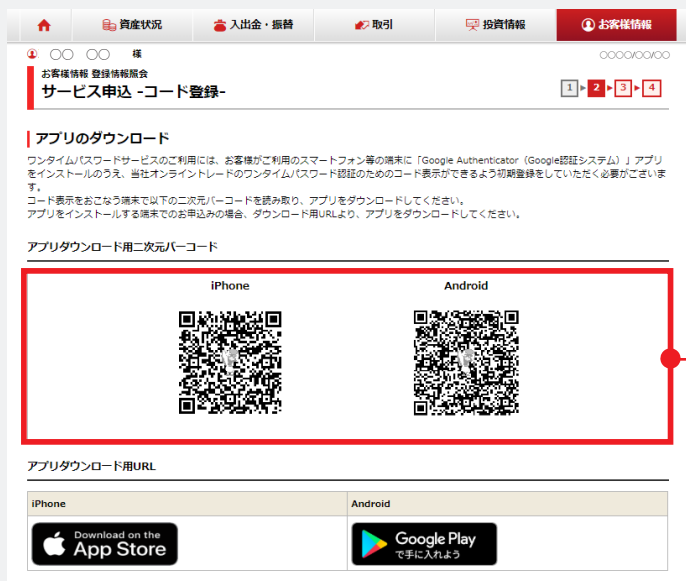 資産状況 入出金・振替 取引 投資情報 お客様情報
〇〇 〇〇 様 〇〇〇〇/〇〇/〇〇
お客様情報 登録情報照会
サービス申込 -コード登録-
1 2 3 4
アプリのダウンロード
ワンタイムパスワードサービスのご利用には、お客様がご利用のスマートフォン等の端末に「Google Authenticator（Google認証システム）」アプリ
をインストールのうえ、当社オンライントレードのワンタイムパスワード認証のためのコード表示ができるよう初期登録をしていただく必要がございま
す。
コード表示をおこなう端末で以下の二次元バーコードを読み取り、アプリをダウンロードしてください。
アプリをインストールする端末でのお申込みの場合、ダウンロード用URLより、アプリをダウンロードしてください。
アプリダウンロード用二次元バーコード
iPhone Android
アプリダウンロード用URL
iPhone Android
Download on the
App Store
Google Play
で手に入れよう